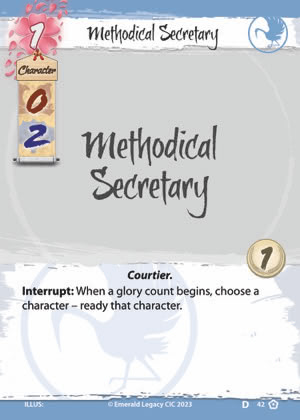 1
Methodical Secretary
Character
0
2
Methodical
Secretary
1
Courtier.
Interrupt: When a glory count begins, choose a
character – ready that character.
ILLUS:
© Emerald Legacy CIC 2023
D 42